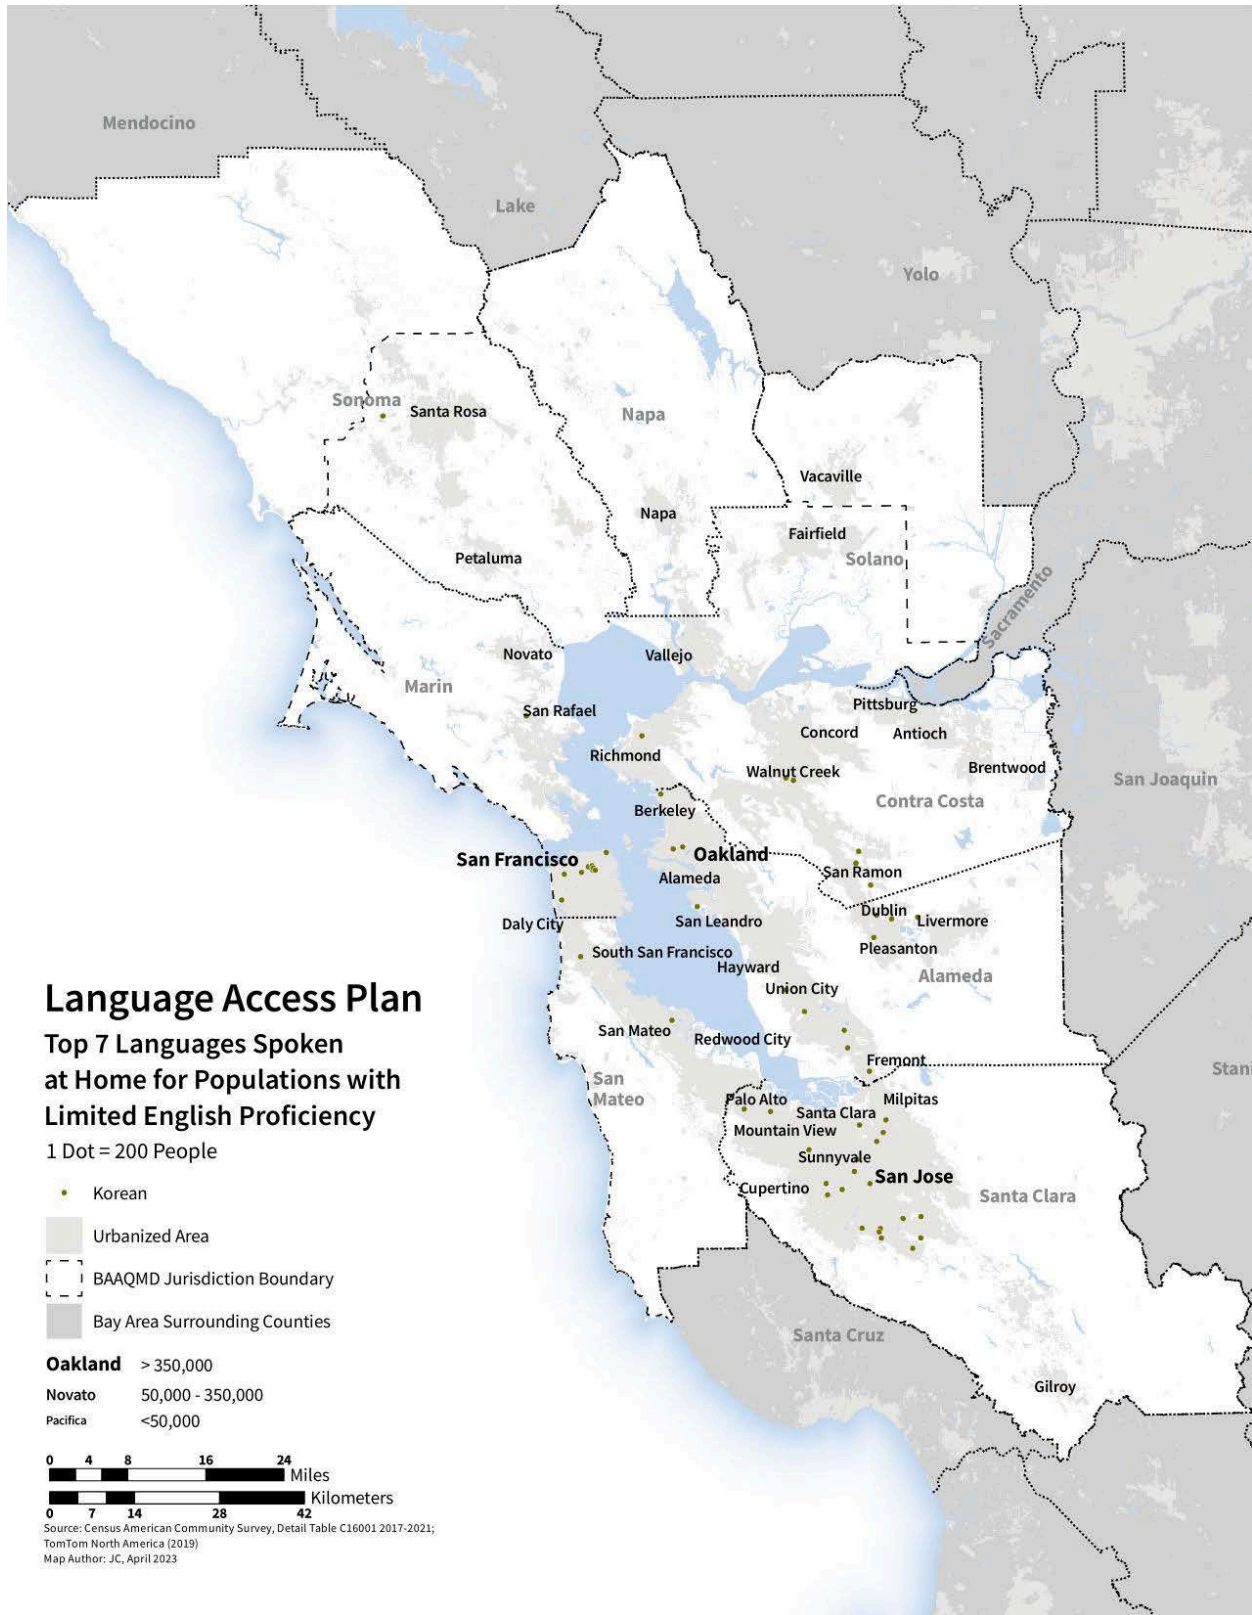 Mendocino
Lake
Yolo
Sonoma
Santa Rosa
Napa
Vacaville
Napa
Fairfield
Petaluma
Solano
Sacramento
Novato
Vallejo
Marin
San Rafael
Pittsburg
Concord
Antioch
Richmond
Walnut Creek
Brentwood
San Joaquin
Contra Costa
Berkeley
San Francisco
Oakland
San Ramon
Alameda
Dublin
Livermore
Daly City
San Leandro
Pleasanton
South San Francisco
Hayward
Alameda
Union City
San Mateo
Redwood City
Fremont
Stani
San
Mateo
Palo Alto
Santa Clara
Milpitas
Mountain View
Sunnyvale
San Jose
Cupertino
Santa Clara
Santa Cruz
Gilroy
Language Access Plan
Top 7 Languages Spoken
at Home for Populations with
Limited English Proficiency
1 Dot = 200 People
Korean
Urbanized Area
BAAQMD Jurisdiction Boundary
Bay Area Surrounding Counties
Oakland > 350,000
Novato 50,000 - 350,000
Pacifica <50,000
0 4 8 16 24
Miles
Kilometers
0 7 14 28 42
Source: Census American Community Survey, Detail Table C16001 2017-2021;
TomTom North America (2019)
Map Author: JC, April 2023